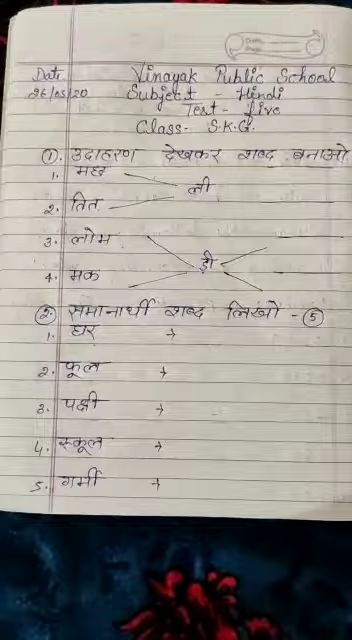 Date
26/05/20
Vinayak Public School
Subject - Hindi
Test - five
Class - S.K.G.
①. उदाहरण देखकर शब्द बनाओ
1. मछ
ली
2. तित
3. लोम
ड़ी
4. मक
② समानार्थी शब्द लिखो - ⑤
1. घर →
2. फूल →
3. पक्षी →
4. स्कूल →
5. गर्मी →